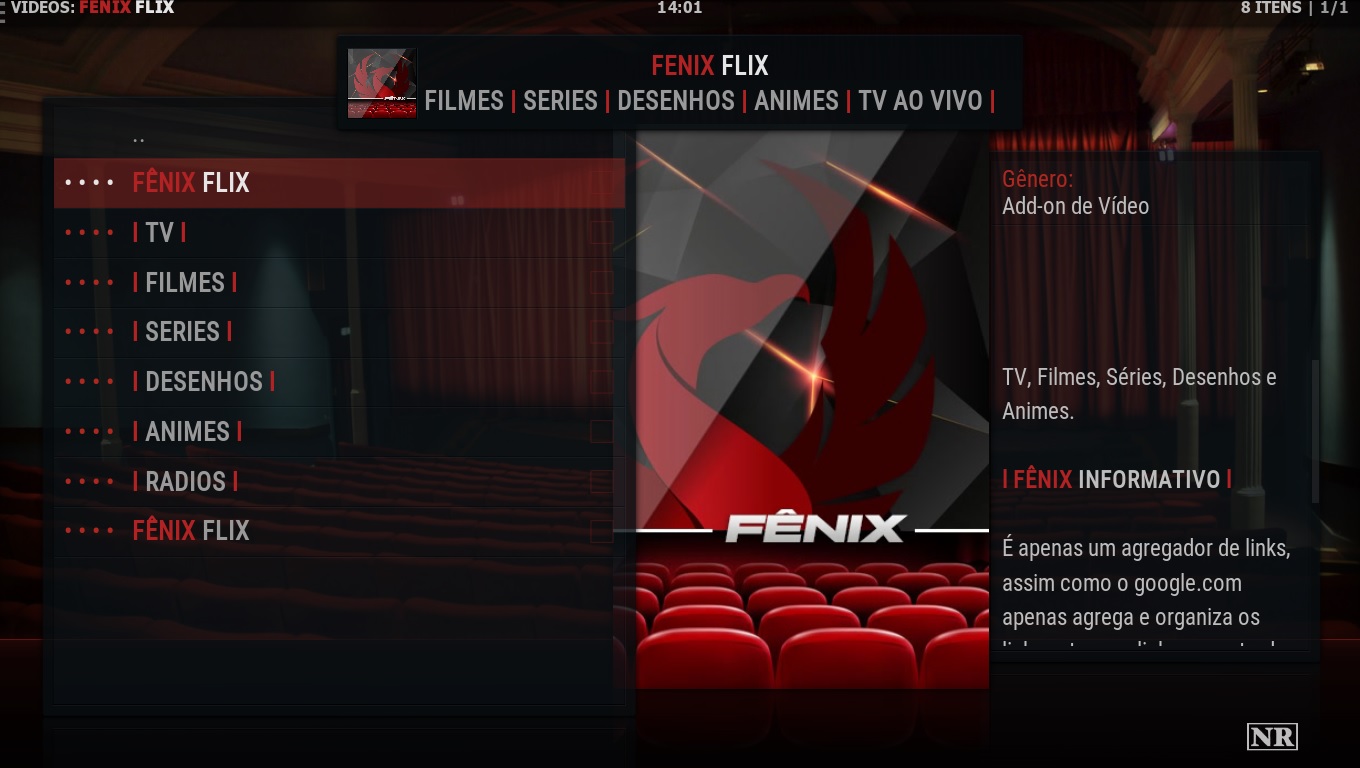 VÍDEOS: FENIX FLIX
14:01
8 ITENS | 1/1
FENIX FLIX
FILMES | SERIES | DESENHOS | ANIMES | TV AO VIVO |
..
•••• FÊNIX FLIX
•••• | TV |
•••• | FILMES |
•••• | SERIES |
•••• | DESENHOS |
•••• | ANIMES |
•••• | RADIOS |
•••• FÊNIX FLIX
FÊNIX
Gênero:
Add-on de Vídeo
TV, Filmes, Séries, Desenhos e
Animes.
| FÊNIX INFORMATIVO |
É apenas um agregador de links,
assim como o google.com
apenas agrega e organiza os
NR